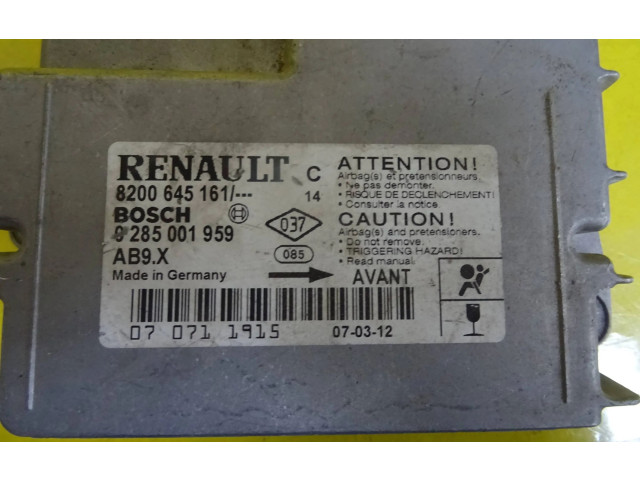 RENAULT C
8200 645 161/--- 14
BOSCH
0 285 001 959 037
AB9.X 085
Made in Germany
ATTENTION!
Airbag(s) et pretensionneurs.
• Ne pas demonter.
• RISQUE DE DECLENCHEMENT!
• Consulter la notice.
CAUTION!
Airbag(s) and pretensioners.
• Do not remove.
• TRIGGERING HAZARD!
• Read manual.
AVANT
07 071 1915 07-03-12